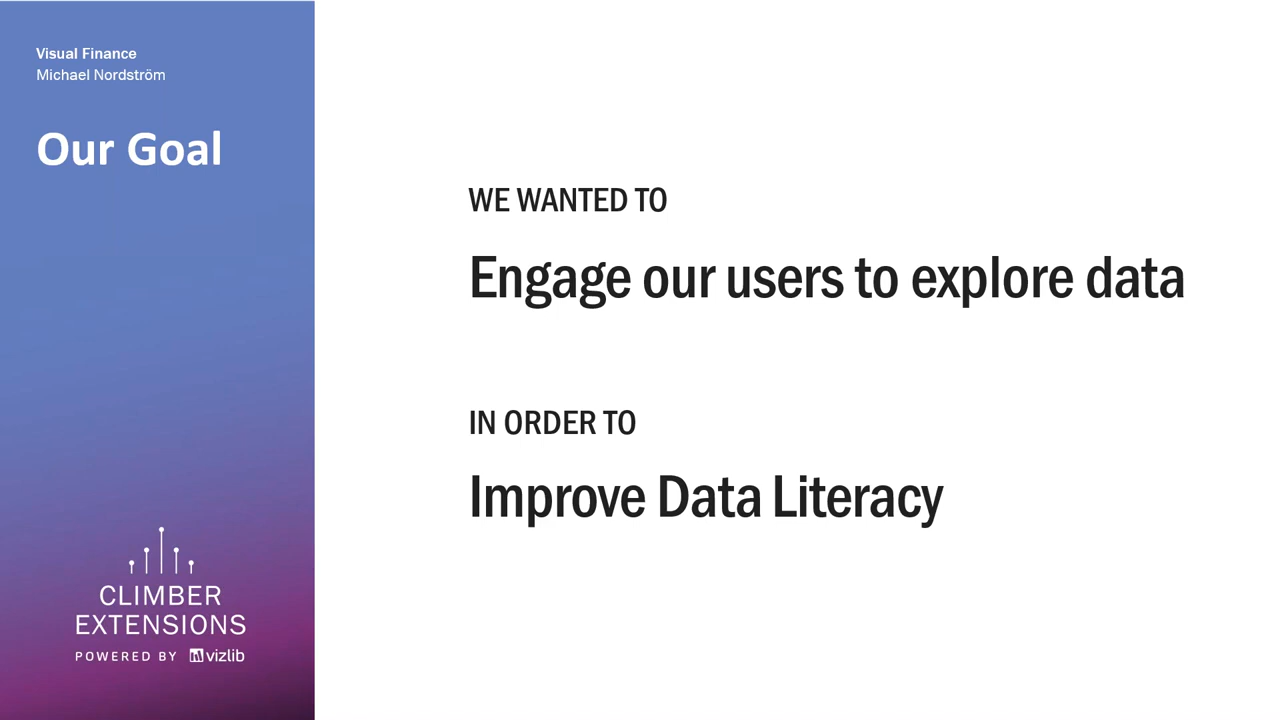 Visual Finance
Michael Nordström
Our Goal
WE WANTED TO
Engage our users to explore data
IN ORDER TO
Improve Data Literacy
CLIMBER
EXTENSIONS
POWERED BY vizlib